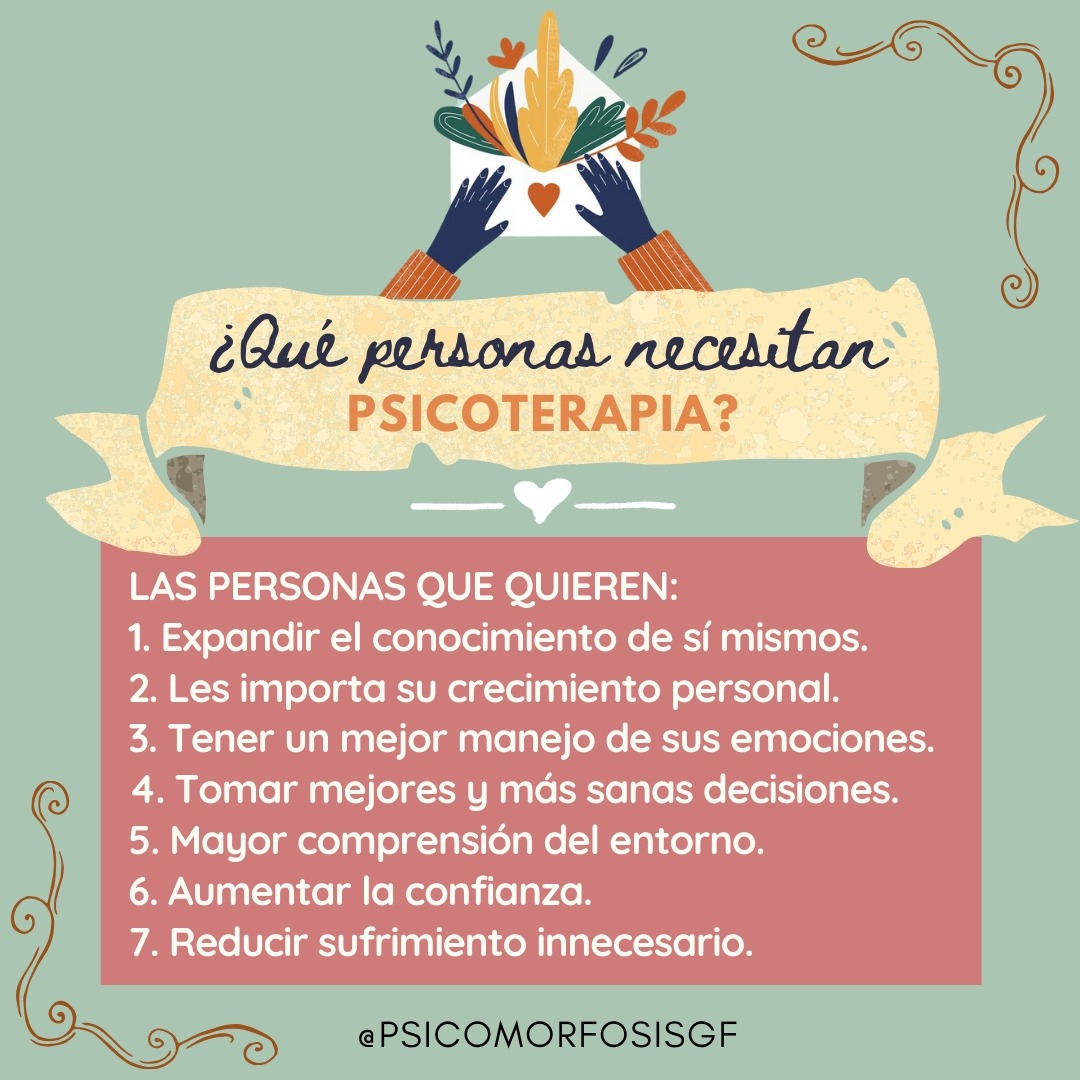 ¿Qué personas necesitan
PSICOTERAPIA?
LAS PERSONAS QUE QUIEREN:
1. Expandir el conocimiento de sí mismos.
2. Les importa su crecimiento personal.
3. Tener un mejor manejo de sus emociones.
4. Tomar mejores y más sanas decisiones.
5. Mayor comprensión del entorno.
6. Aumentar la confianza.
7. Reducir sufrimiento innecesario.
@PSICOMORFOSISGF